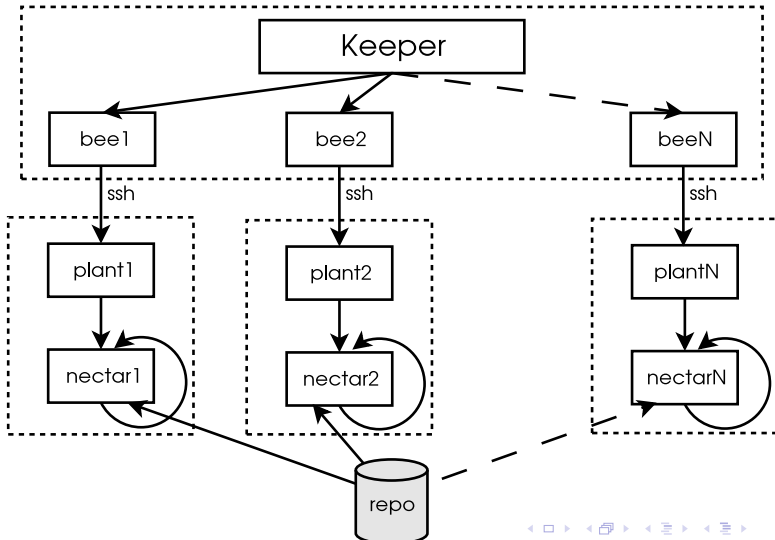 Keeper
bee1
bee2
beeN
ssh
ssh
ssh
plant1
plant2
plantN
nectar1
nectar2
nectarN
repo